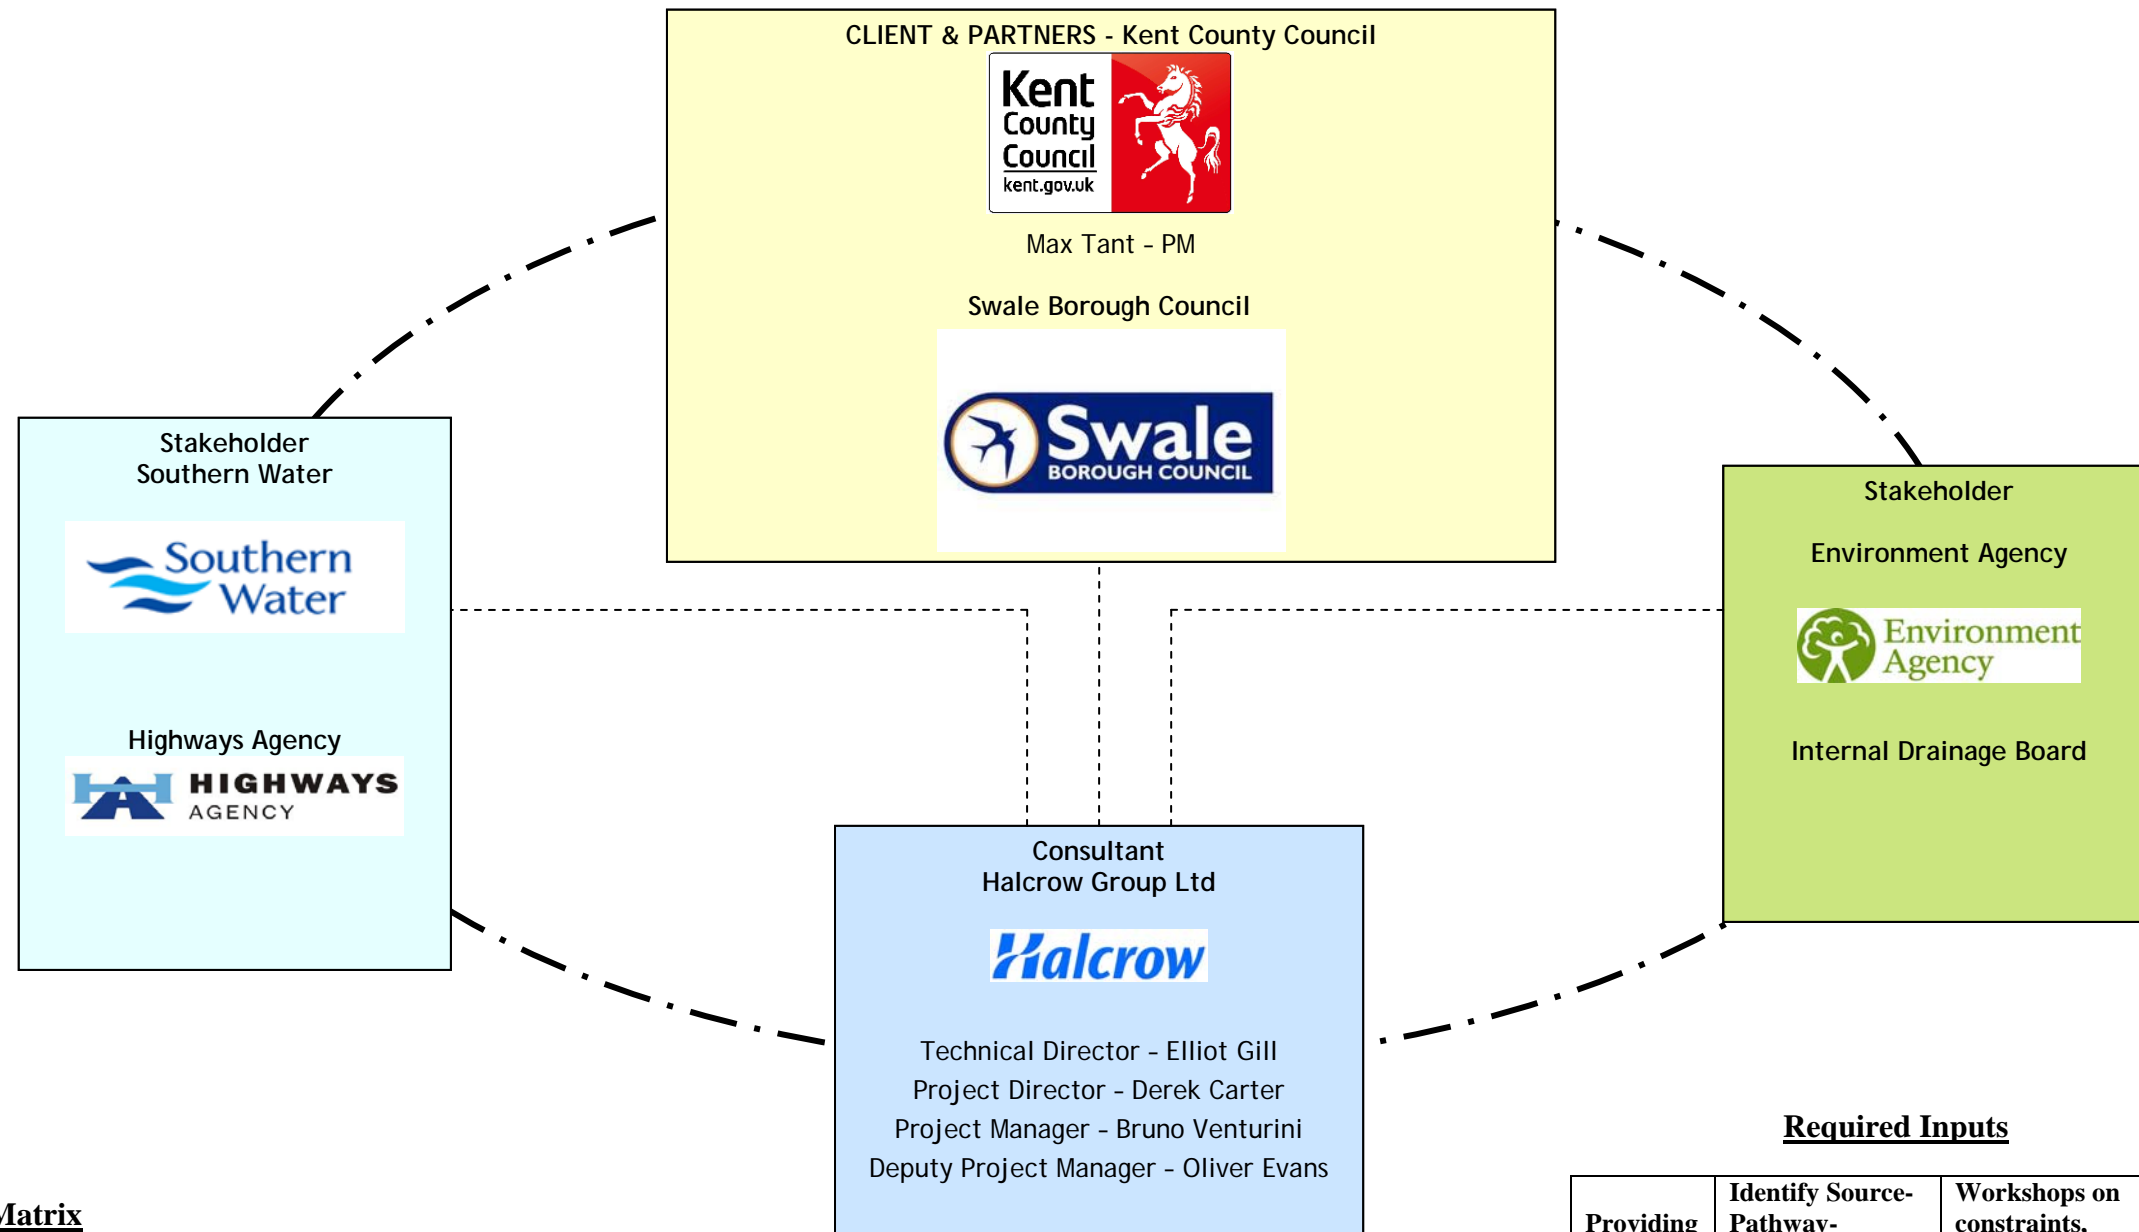 CLIENT & PARTNERS - Kent County Council
Kent
County
Council
kent.gov.uk
Max Tant – PM
Swale Borough Council
Swale
BOROUGH COUNCIL
Stakeholder
Southern Water
Southern
Water
Highways Agency
HIGHWAYS
AGENCY
Stakeholder
Environment Agency
Environment
Agency
Internal Drainage Board
Consultant
Halcrow Group Ltd
Halcrow
Technical Director – Elliot Gill
Project Director – Derek Carter
Project Manager – Bruno Venturini
Deputy Project Manager – Oliver Evans
Matrix
Required Inputs
Providing
Identify Source-
Pathway-
Workshops on
constraints,